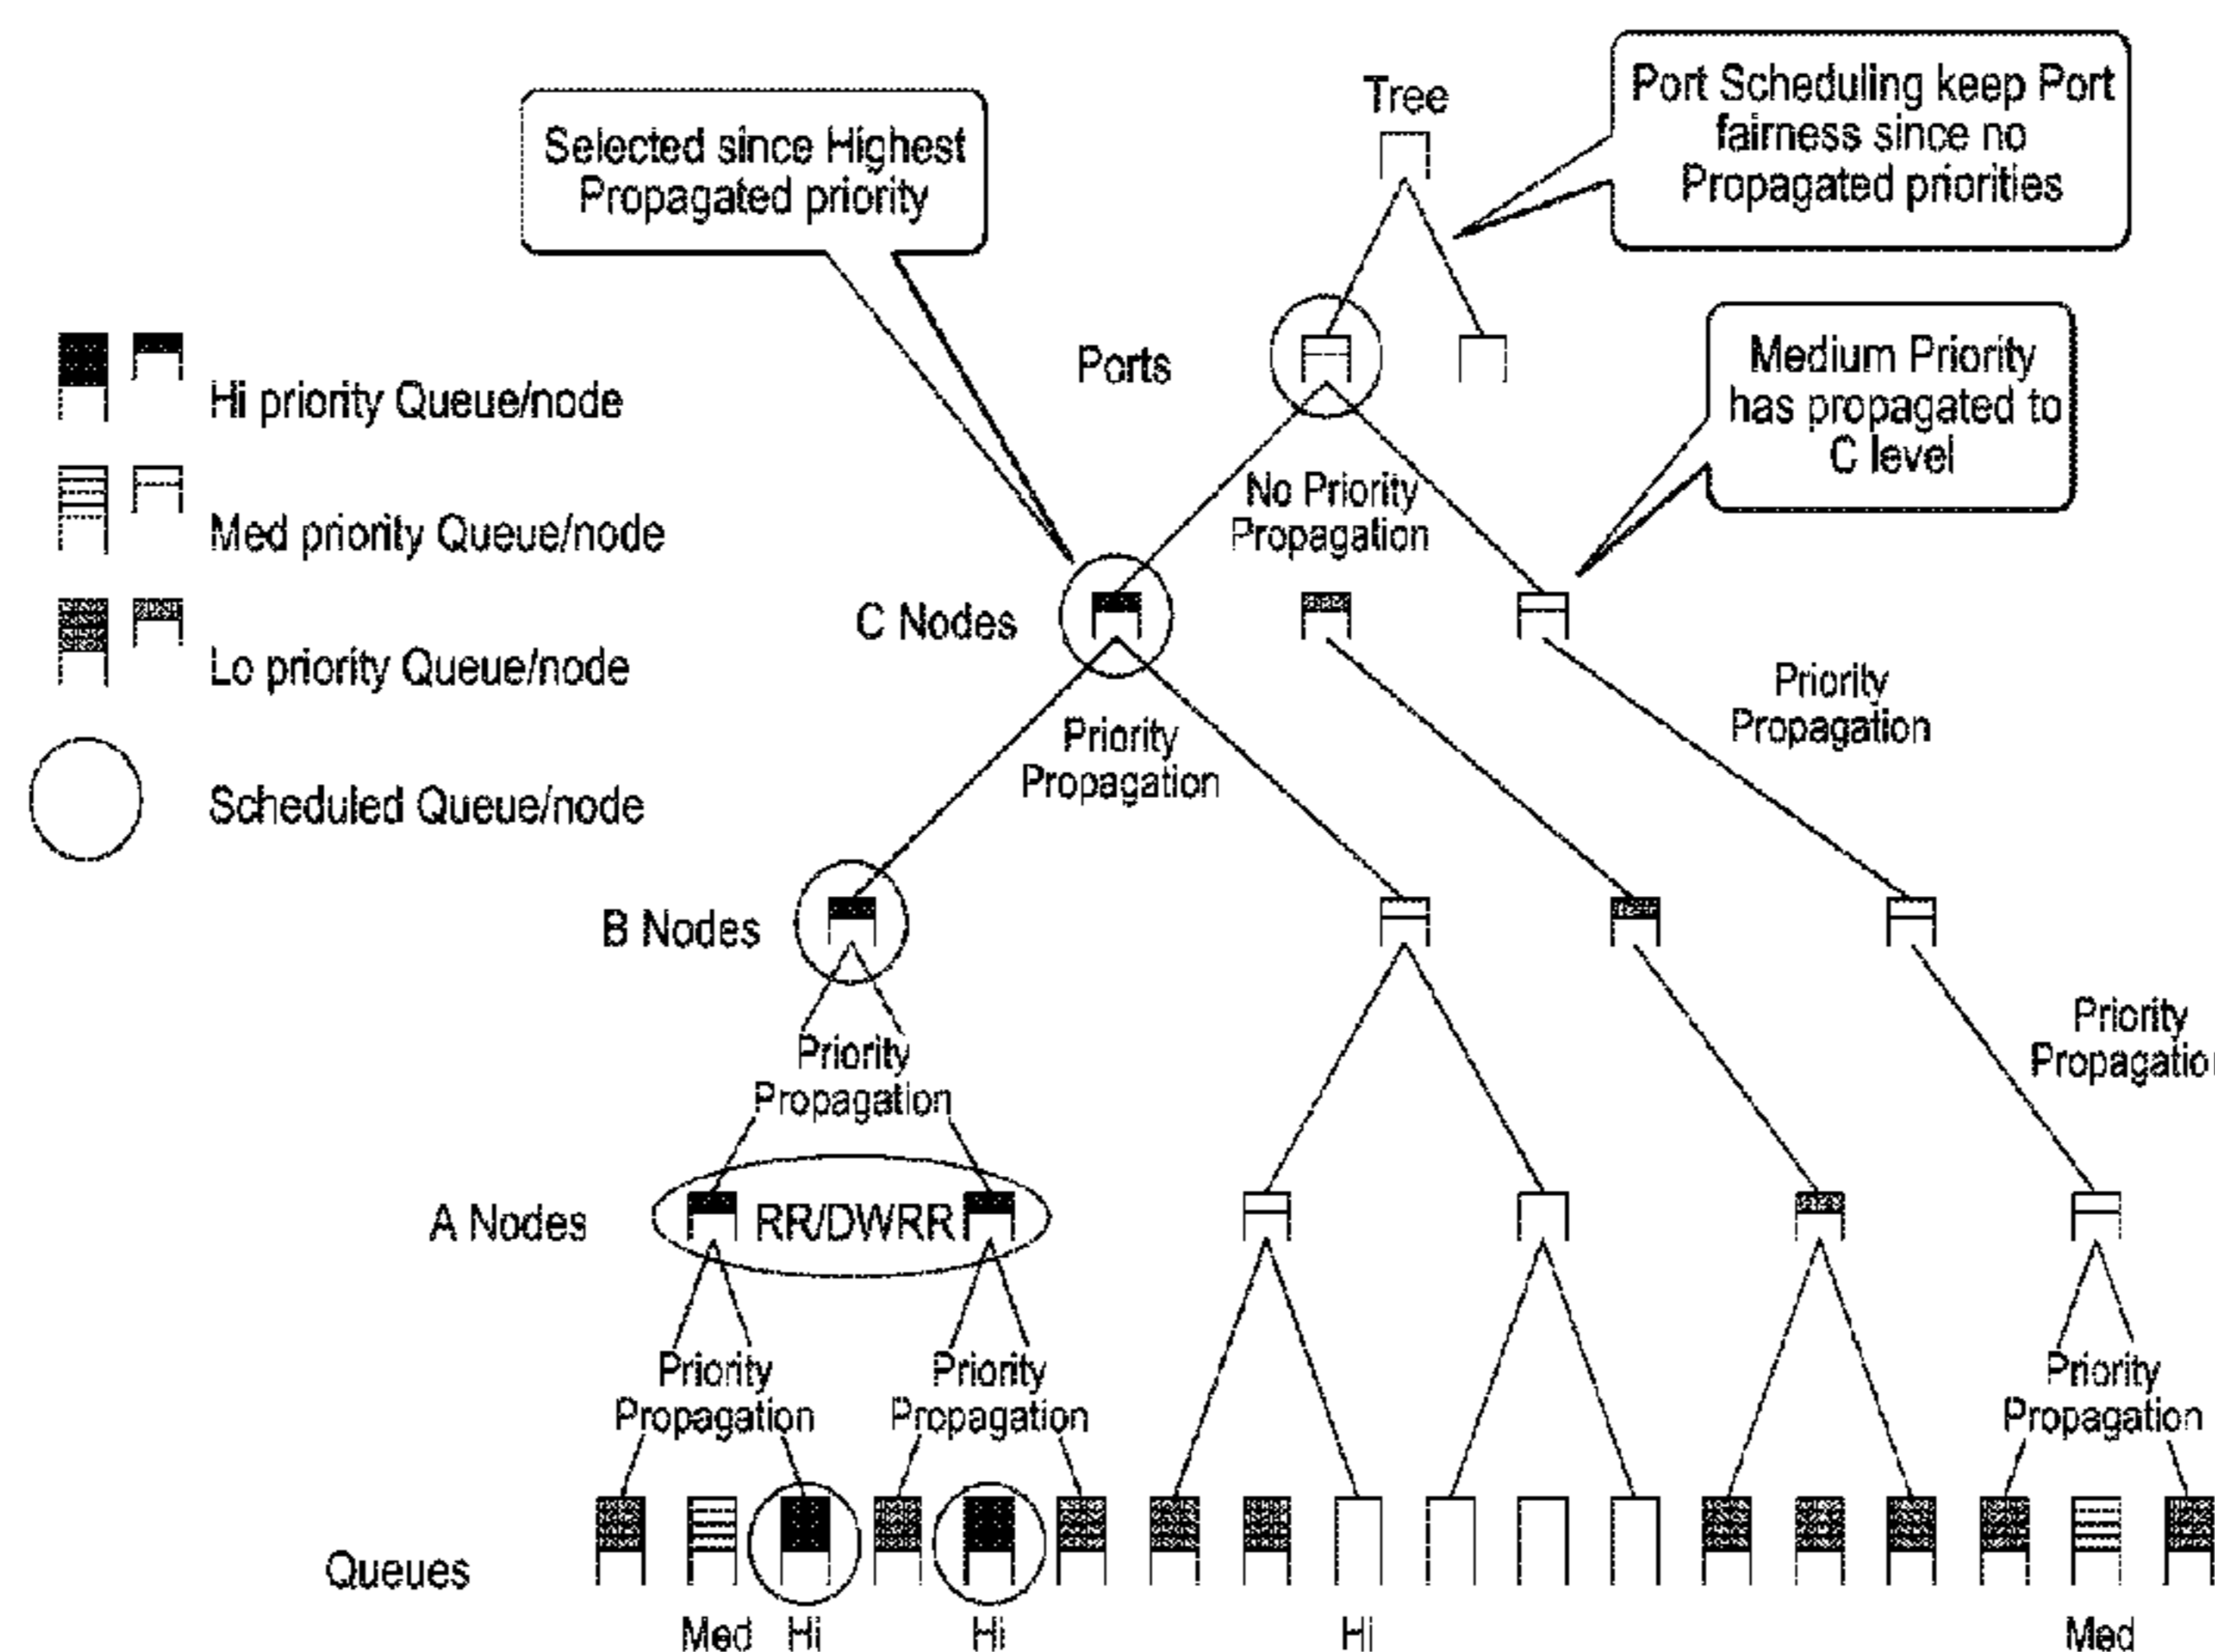 Tree
Port Scheduling keep Port
fairness since no
Propagated priorities
Selected since Highest
Propagated priority
Ports
Medium Priority
has propagated to
C level
Hi priority Queue/node
Med priority Queue/node
Lo priority Queue/node
Scheduled Queue/node
No Priority
Propagation
C Nodes
Priority
Propagation
Priority
Propagation
B Nodes
Priority
Propagation
Priority
Propagatio
A Nodes
RR/DWRR
Priority
Propagation
Priority
Propagation
Priority
Propagation
Queues
Med
Hi
Hi
Hi
Med